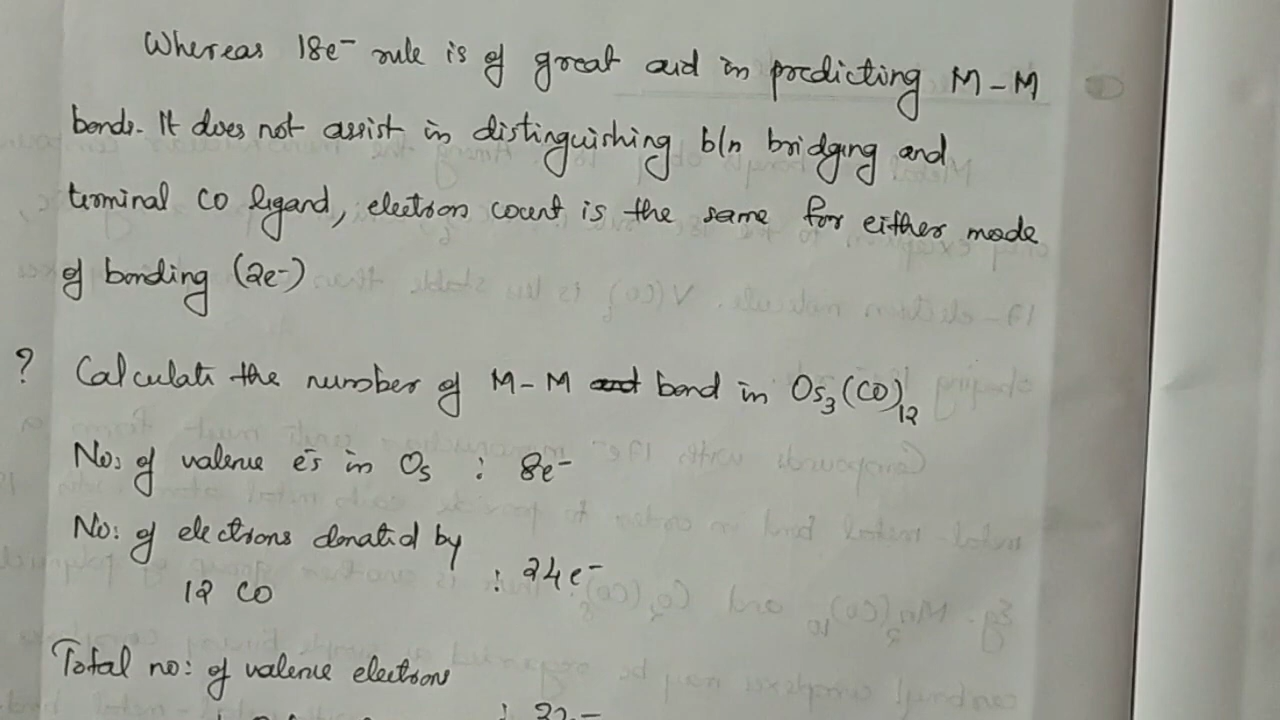 Whereas 18e⁻ rule is of great aid in predicting M-M
bonds. It does not assist in distinguishing b/n bridging and
terminal CO ligand, electron count is the same for either mode
of bonding (2e⁻)
? Calculate the number of M-M and bond in Os₃(CO)₁₂
No: of valence e⁻s in Os : 8e⁻
No: of electrons donated by : 24e⁻
12 CO
Total no: of valence electrons